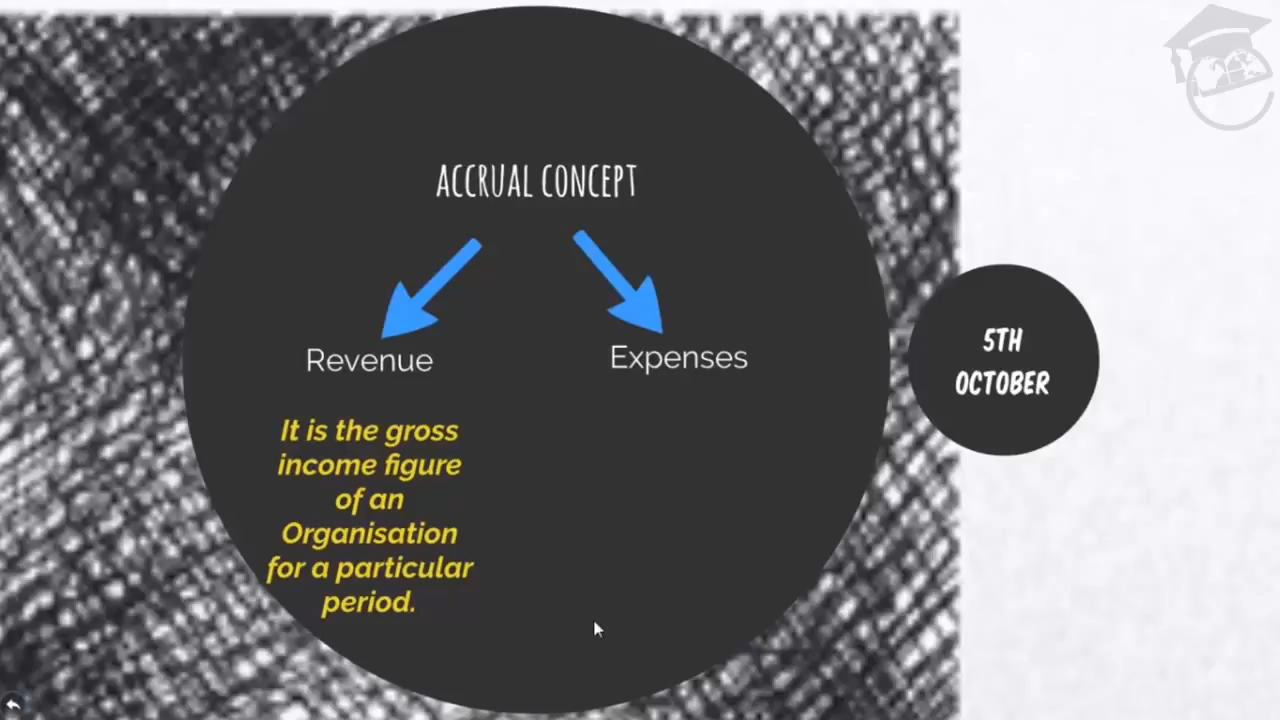 ACCRUAL CONCEPT
Revenue
Expenses
It is the gross
income figure
of an
Organisation
for a particular
period.
5TH
OCTOBER